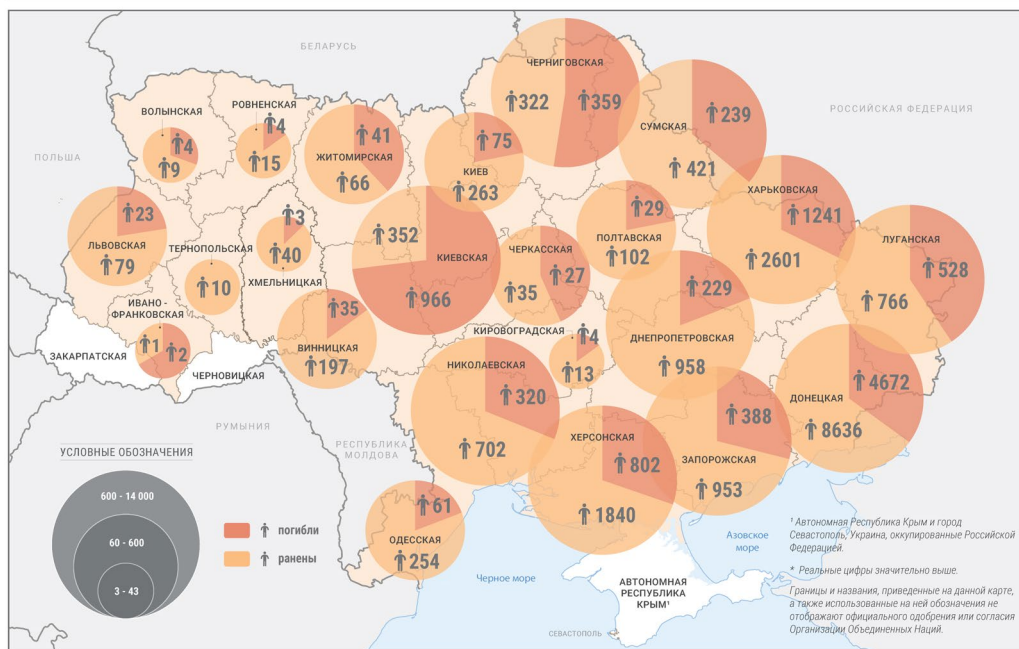 БЕЛАРУСЬ
РОССИЙСКАЯ ФЕДЕРАЦИЯ
ПОЛЬША
РУМЫНИЯ
РЕСПУБЛИКА
МОЛДОВА
ВОЛЫНСКАЯ
4
9
РОВНЕНСКАЯ
4
15
ЖИТОМИРСКАЯ
41
66
КИЕВ
75
263
ЧЕРНИГОВСКАЯ
322
359
СУМСКАЯ
239
421
ЛЬВОВСКАЯ
23
79
ТЕРНОПОЛЬСКАЯ
10
3
40
ХМЕЛЬНИЦКАЯ
352
КИЕВСКАЯ
966
ЧЕРКАССКАЯ
27
35
29
ПОЛТАВСКАЯ
102
ХАРЬКОВСКАЯ
1241
2601
ЛУГАНСКАЯ
528
766
ИВАНО-
ФРАНКОВСКАЯ
1
2
ЗАКАРПАТСКАЯ
ЧЕРНОВИЦКАЯ
35
ВИННИЦКАЯ
197
КИРОВОГРАДСКАЯ
4
13
229
ДНЕПРОПЕТРОВСКАЯ
958
4672
ДОНЕЦКАЯ
8636
НИКОЛАЕВСКАЯ
320
702
ХЕРСОНСКАЯ
802
1840
388
ЗАПОРОЖСКАЯ
953
61
ОДЕССКАЯ
254
Черное море
Азовское
море
АВТОНОМНАЯ
РЕСПУБЛИКА
КРЫМ¹
СЕВАСТОПОЛЬ
УСЛОВНЫЕ ОБОЗНАЧЕНИЯ
600 - 14 000
60 - 600
3 - 43
погибли
ранены
¹ Автономная Республика Крым и город
Севастополь, Украина, оккупированные Российской
Федерацией.
* Реальные цифры значительно выше.
Границы и названия, приведенные на данной карте,
а также использованные на ней обозначения не
отображают официального одобрения или согласия
Организации Объединенных Наций.